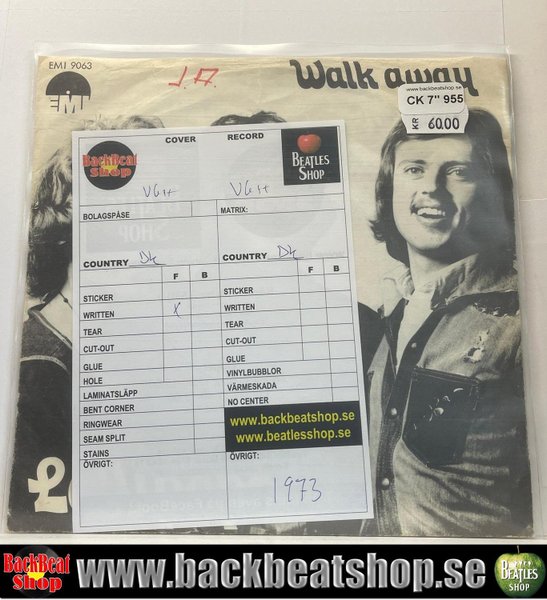 EMI 9063
EMI
J.A.
Walk away
www.backbeatshop.se
CK 7" 955
KR 60.00
COVER
RECORD
BackBeat
Shop
BEATLES
SHOP
VG+
VG++
BOLAGSPÅSE
MATRIX:
COUNTRY DK
COUNTRY DK
F B
F B
STICKER
STICKER
WRITTEN X
WRITTEN
TEAR
TEAR
CUT-OUT
CUT-OUT
GLUE
GLUE
HOLE
VINYLBUBBLOR
LAMINATSLÄPP
VÄRMESKADA
BENT CORNER
NO CENTER
RINGWEAR
SEAM SPLIT
STAINS
www.backbeatshop.se
www.beatlesshop.se
ÖVRIGT:
ÖVRIGT:
1973
BackBeat
Shop
www.backbeatshop.se
BEATLES
SHOP